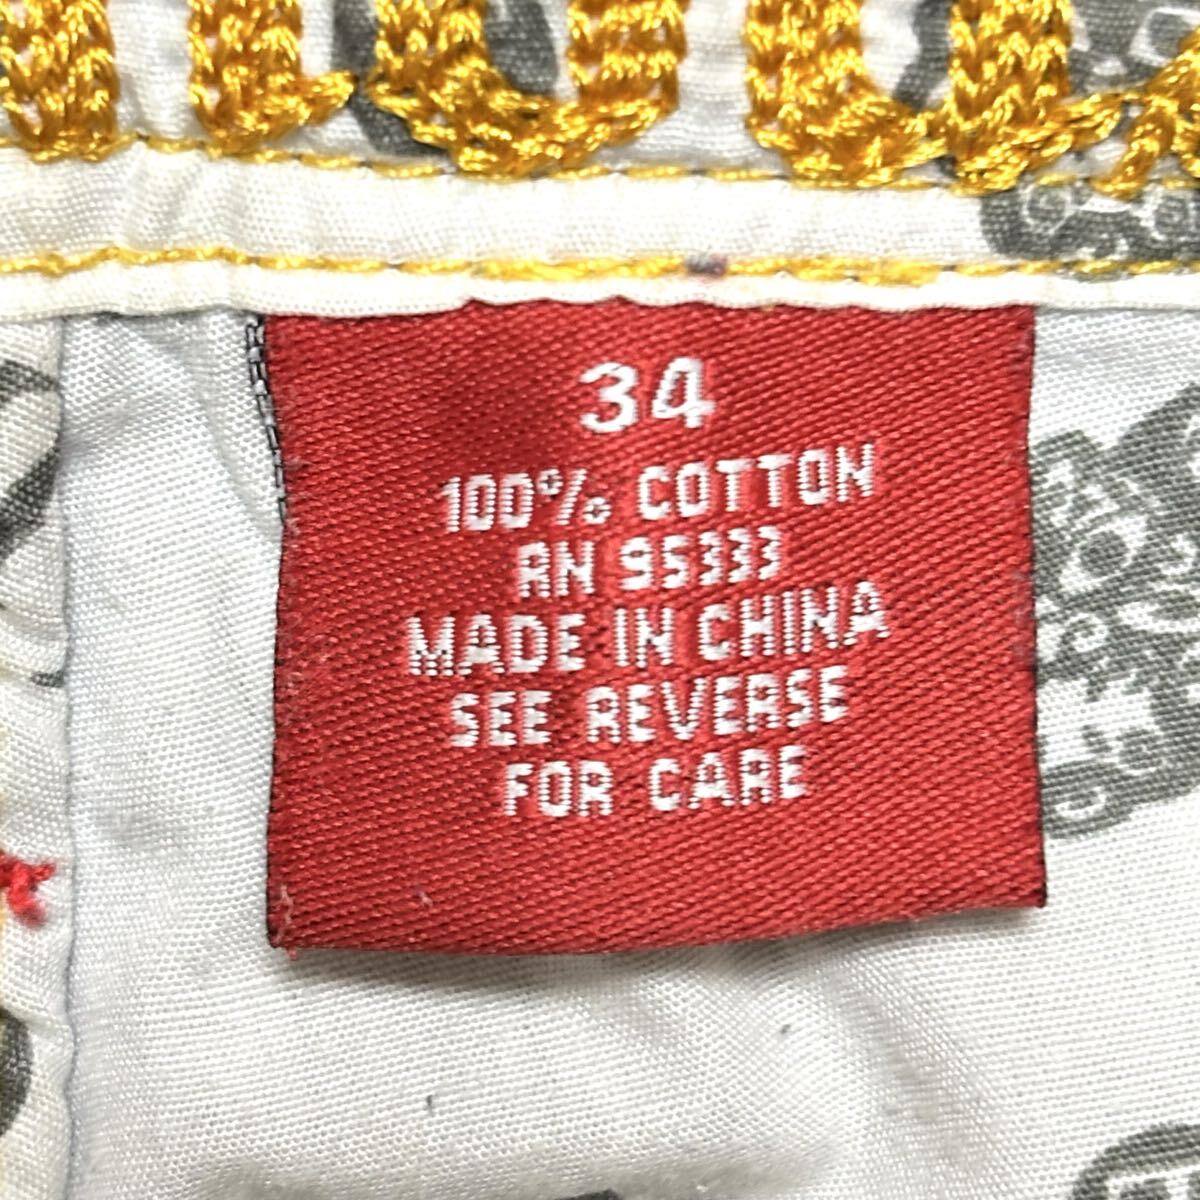 34
100% COTTON
RN 95333
MADE IN CHINA
SEE REVERSE
FOR CARE